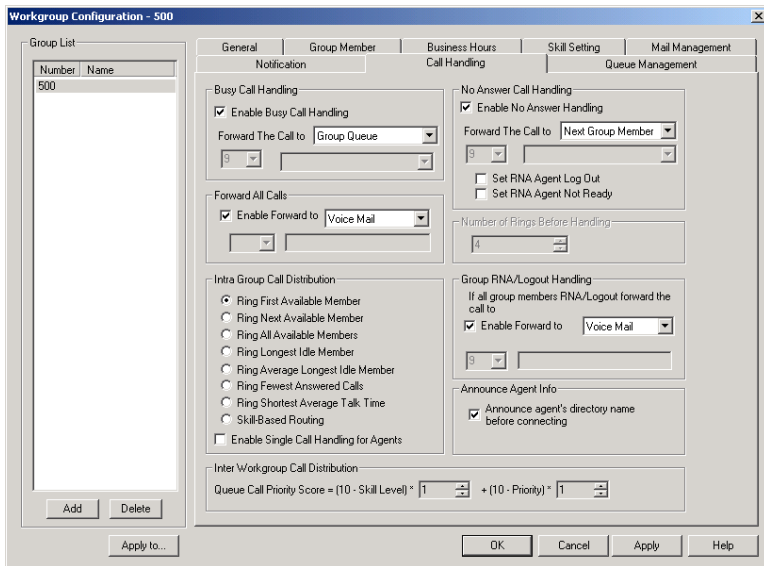 Workgroup Configuration - 500
Group List
Number Name
500
Add Delete
Apply to...
General Group Member Business Hours Skill Setting Mail Management
Notification Call Handling Queue Management
Busy Call Handling
Enable Busy Call Handling
Forward The Call to Group Queue
9
Forward All Calls
Enable Forward to Voice Mail
Intra Group Call Distribution
Ring First Available Member
Ring Next Available Member
Ring All Available Members
Ring Longest Idle Member
Ring Average Longest Idle Member
Ring Fewest Answered Calls
Ring Shortest Average Talk Time
Skill-Based Routing
Enable Single Call Handling for Agents
No Answer Call Handling
Enable No Answer Handling
Forward The Call to Next Group Member
9
Set RNA Agent Log Out
Set RNA Agent Not Ready
Number of Rings Before Handling
4
Group RNA/Logout Handling
If all group members RNA/Logout forward the
call to
Enable Forward to Voice Mail
9
Announce Agent Info
Announce agent's directory name
before connecting
Inter Workgroup Call Distribution
Queue Call Priority Score = (10 - Skill Level) * 1 + (10 - Priority) * 1
OK Cancel Apply Help